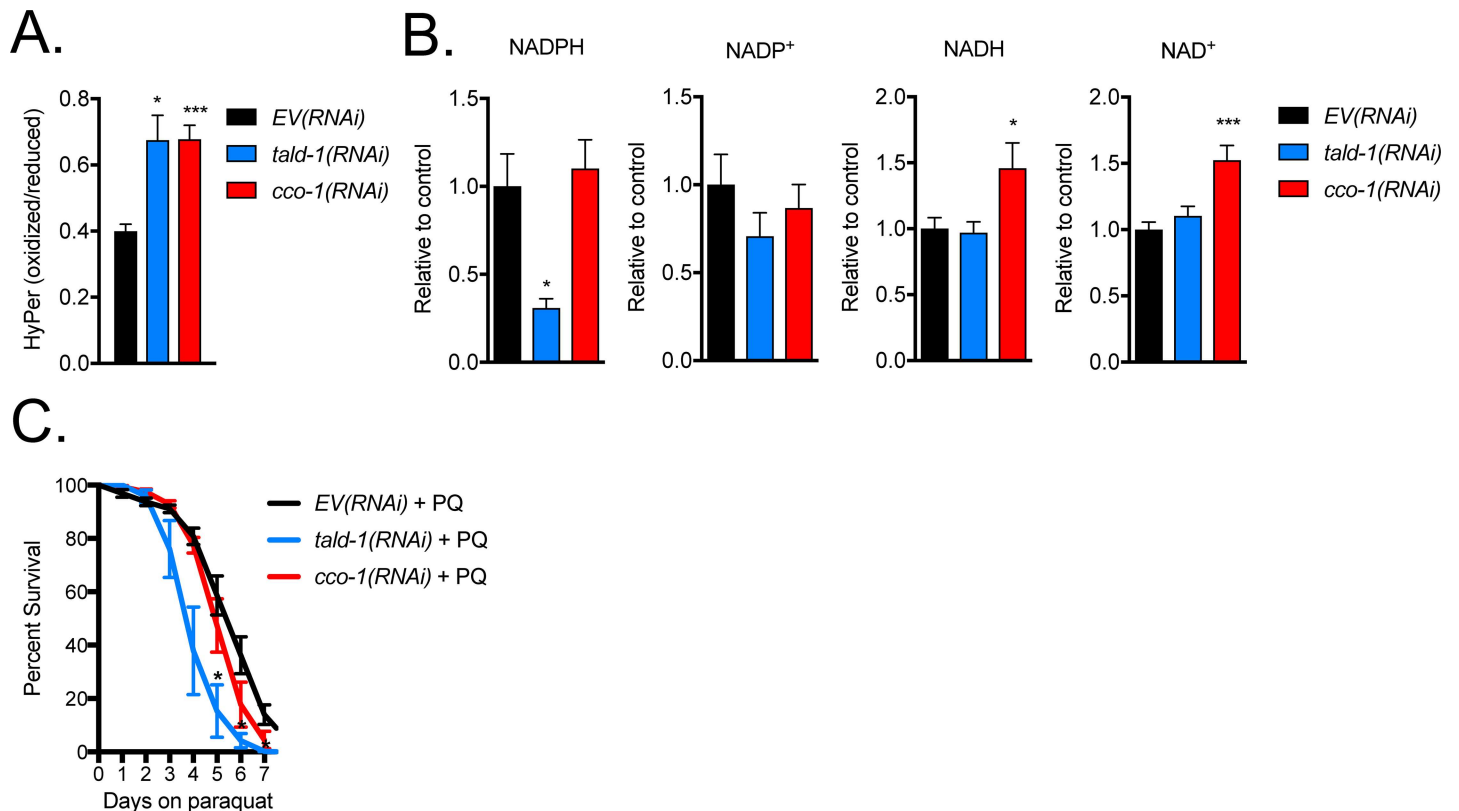 A.
HyPer (oxidized/reduced)
0.8
0.6
0.4
0.2
0.0
*
***
EV(RNAi)
tald-1(RNAi)
cco-1(RNAi)
B.
NADPH
Relative to control
1.5
1.0
0.5
0.0
*
NADP+
Relative to control
1.5
1.0
0.5
0.0
NADH
Relative to control
2.0
1.5
1.0
0.5
0.0
*
NAD+
Relative to control
2.0
1.5
1.0
0.5
0.0
***
EV(RNAi)
tald-1(RNAi)
cco-1(RNAi)
C.
Percent Survival
100
80
60
40
20
0
*
*
*
0 1 2 3 4 5 6 7
Days on paraquat
EV(RNAi) + PQ
tald-1(RNAi) + PQ
cco-1(RNAi) + PQ